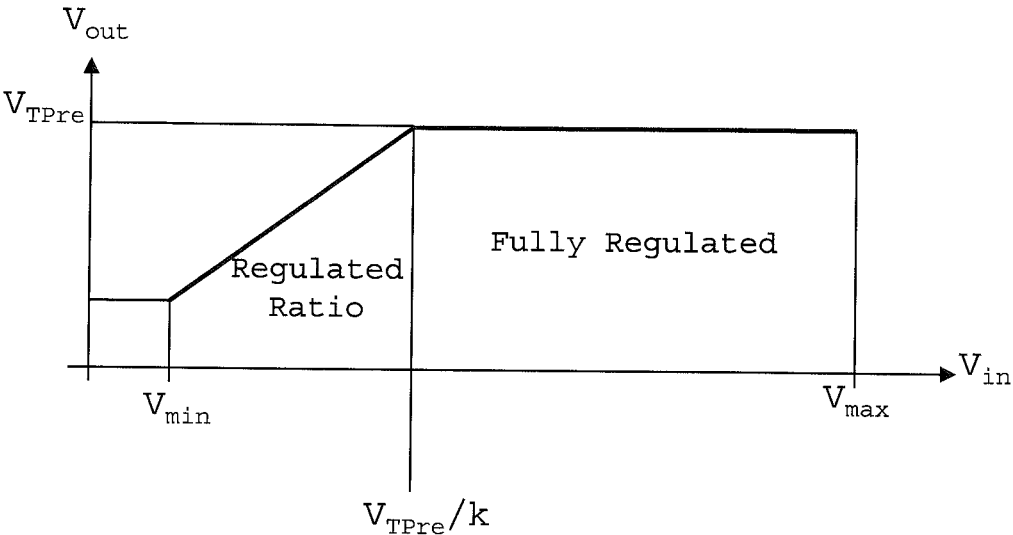 Vout
VTPre
Fully Regulated
Regulated
Ratio
Vin
Vmin
Vmax
VTPre/k